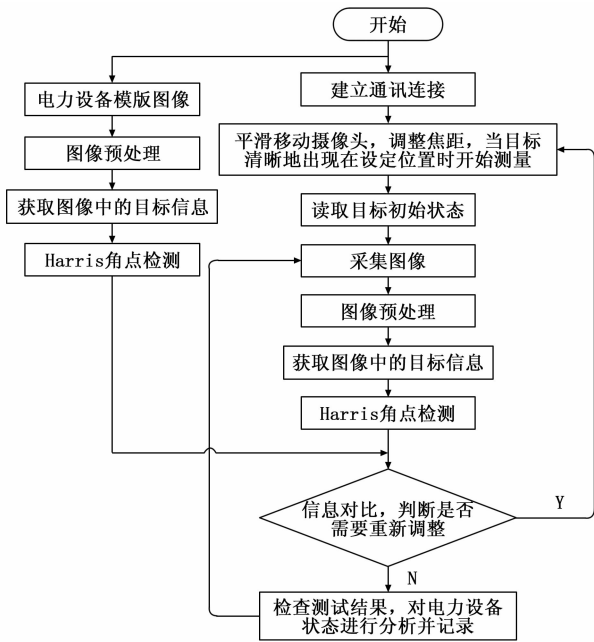 开始
电力设备模版图像
图像预处理
获取图像中的目标信息
Harris角点检测
建立通讯连接
平滑移动摄像头，调整焦距，当目标
清晰地出现在设定位置时开始测量
读取目标初始状态
采集图像
图像预处理
获取图像中的目标信息
Harris角点检测
信息对比，判断是否
需要重新调整
Y
N
检查测试结果，对电力设备
状态进行分析并记录